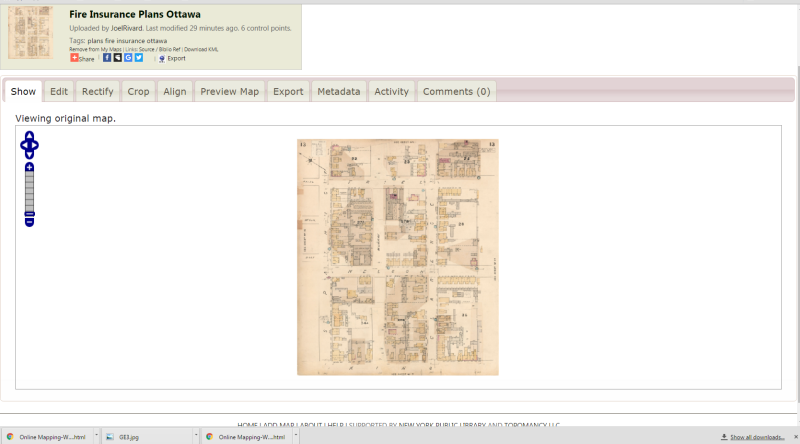 Fire Insurance Plans Ottawa
Uploaded by JoelRivard. Last modified 29 minutes ago. 6 control points.
Tags: plans fire insurance ottawa
Remove from My Maps | Links: Source / Biblio Ref | Download KML
Share | | Export
Show Edit Rectify Crop Align Preview Map Export Metadata Activity Comments (0)
Viewing original map.
13 13
HOME | ADD MAP | ABOUT | HELP | SUPPORTED BY NEW YORK PUBLIC LIBRARY AND TOPOMANCY LLC
Online Mapping-W....html GE3.jpg Online Mapping-W....html Show all downloads...